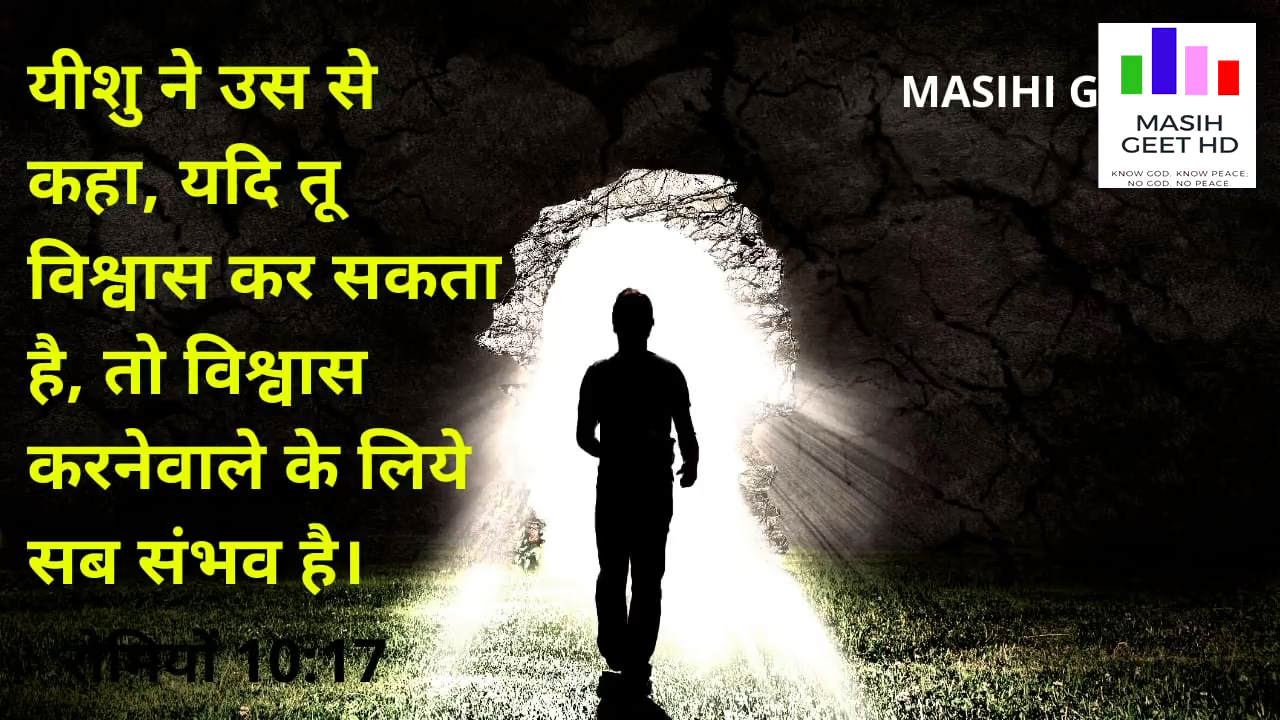 यीशु ने उस से
कहा, यदि तू
विश्वास कर सकता
है, तो विश्वास
करनेवाले के लिये
सब संभव है।
रोमियों 10:17
MASIHI G
MASIH
GEET HD
KNOW GOD, KNOW PEACE;
NO GOD, NO PEACE.